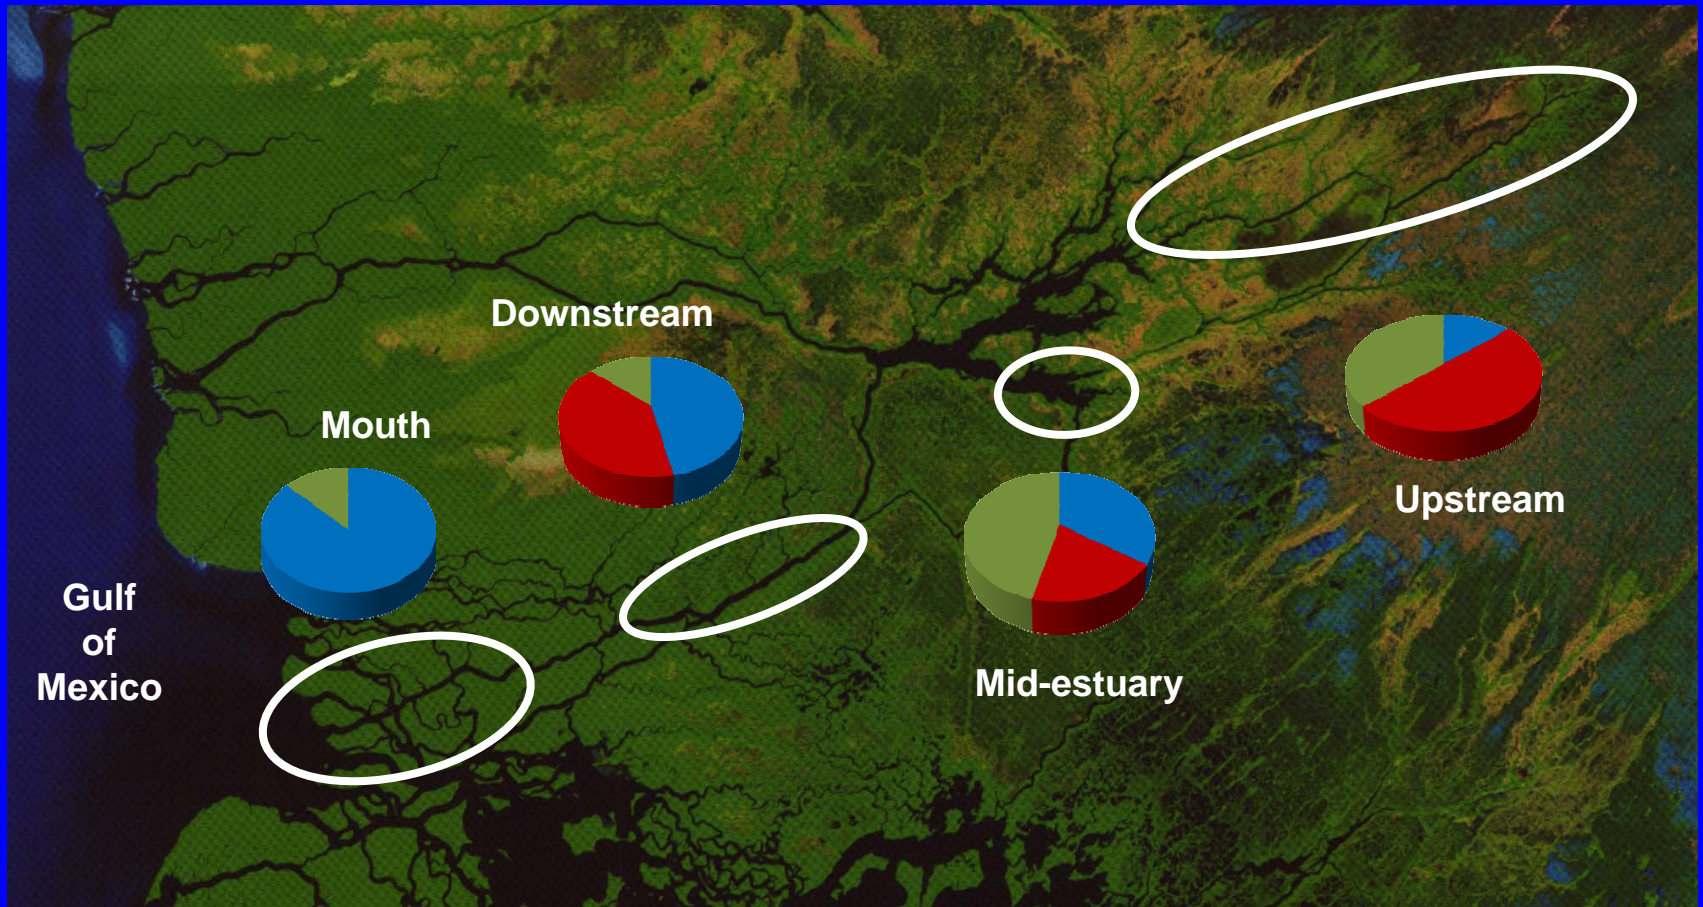 Downstream
Mouth
Upstream
Gulf
of
Mexico
Mid-estuary